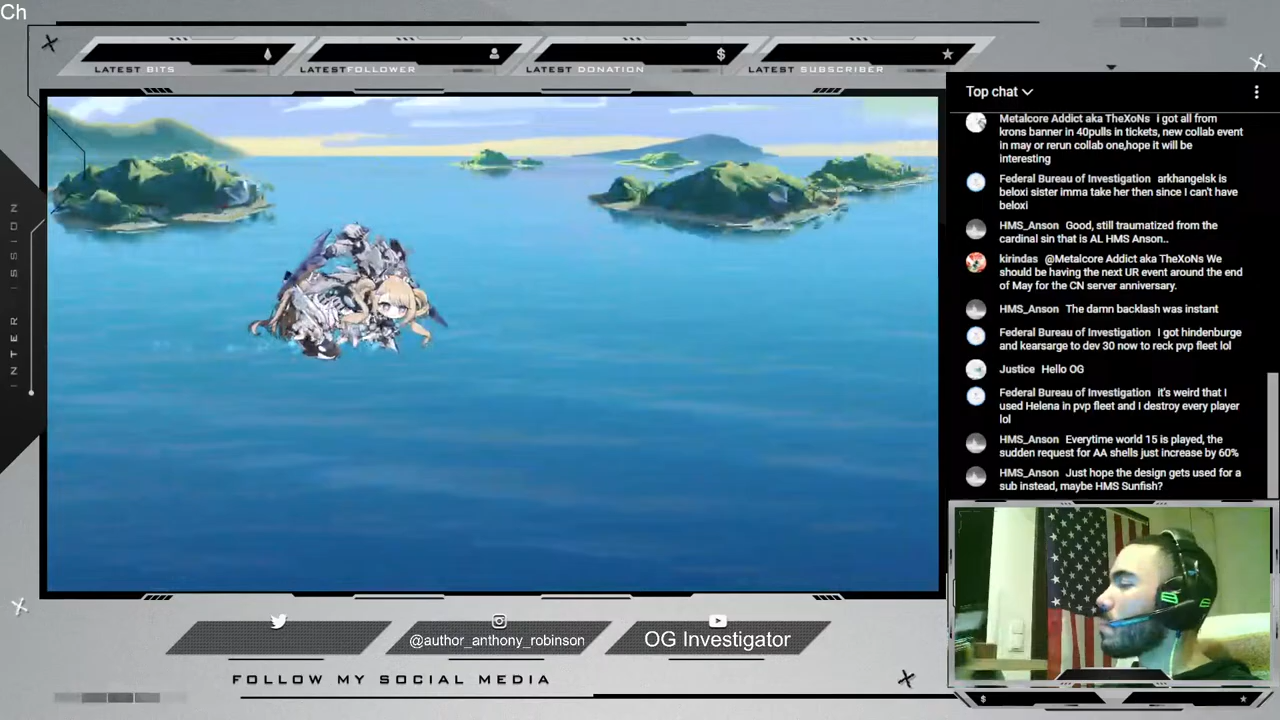 Ch
LATEST BITS
LATEST FOLLOWER
LATEST DONATION
LATEST SUBSCRIBER
INTER MISSION
Top chat
Metalcore Addict aka TheXoNs i got all from
krons banner in 40pulls in tickets, new collab event
in may or rerun collab one,hope it will be
interesting
Federal Bureau of Investigation arkhangelsk is
beloxi sister imma take her then since I can't have
beloxi
HMS_Anson Good, still traumatized from the
cardinal sin that is AL HMS Anson..
kirindas @Metalcore Addict aka TheXoNs We
should be having the next UR event around the end
of May for the CN server anniversary.
HMS_Anson The damn backlash was instant
Federal Bureau of Investigation I got hindenburge
and kearsarge to dev 30 now to reck pvp fleet lol
Justice Hello OG
Federal Bureau of Investigation it's weird that I
used Helena in pvp fleet and I destroy every player
lol
HMS_Anson Everytime world 15 is played, the
sudden request for AA shells just increase by 60%
HMS_Anson Just hope the design gets used for a
sub instead, maybe HMS Sunfish?
@author_anthony_robinson
OG Investigator
FOLLOW MY SOCIAL MEDIA